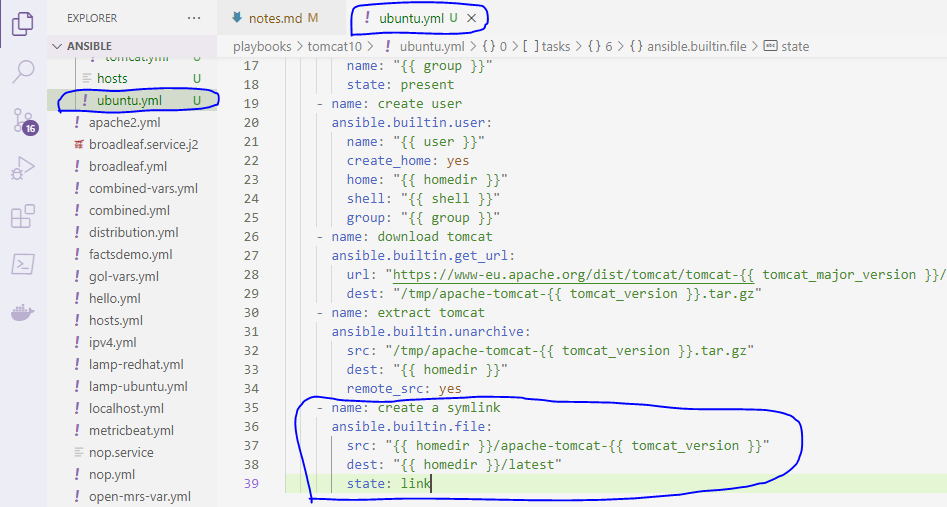 EXPLORER
ANSIBLE
tomcat.yml U
hosts U
! ubuntu.yml U
! apache2.yml
broadleaf.service.j2
! broadleaf.yml
! combined-vars.yml
! combined.yml
! distribution.yml
! factsdemo.yml
! gol-vars.yml
! hello.yml
! hosts.yml
! ipv4.yml
! lamp-redhat.yml
! lamp-ubuntu.yml
! localhost.yml
! metricbeat.yml
nop.service
! nop.yml
! open-mrs-var.yml
16
notes.md M
! ubuntu.yml U ×
playbooks > tomcat10 > ! ubuntu.yml > {} 0 > [ ] tasks > {} 6 > {} ansible.builtin.file > abc state
17 name: "{{ group }}"
18 state: present
19 - name: create user
20 ansible.builtin.user:
21 name: "{{ user }}"
22 create_home: yes
23 home: "{{ homedir }}"
24 shell: "{{ shell }}"
25 group: "{{ group }}"
26 - name: download tomcat
27 ansible.builtin.get_url:
28 url: "https://www-eu.apache.org/dist/tomcat/tomcat-{{ tomcat_major_version }}/
29 dest: "/tmp/apache-tomcat-{{ tomcat_version }}.tar.gz"
30 - name: extract tomcat
31 ansible.builtin.unarchive:
32 src: "/tmp/apache-tomcat-{{ tomcat_version }}.tar.gz"
33 dest: "{{ homedir }}"
34 remote_src: yes
35 - name: create a symlink
36 ansible.builtin.file:
37 src: "{{ homedir }}/apache-tomcat-{{ tomcat_version }}"
38 dest: "{{ homedir }}/latest"
39 state: link